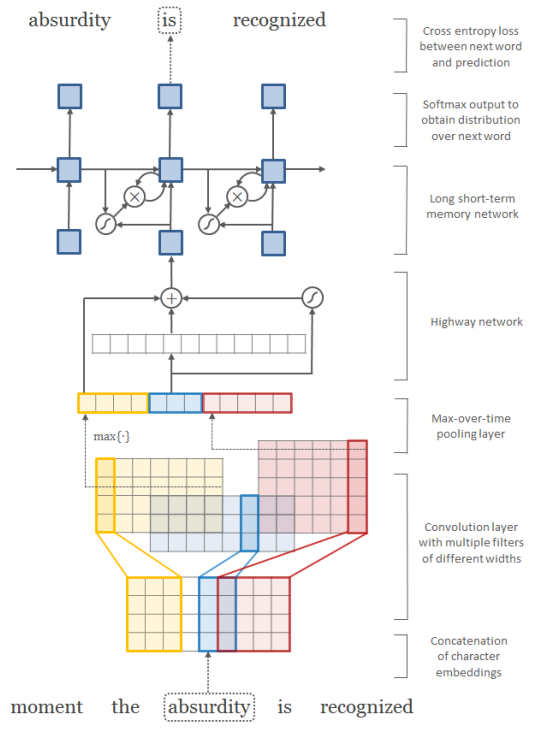 absurdity is recognized
Cross entropy loss
between next word
and prediction
Softmax output to
obtain distribution
over next word
Long short-term
memory network
Highway network
+
Max-over-time
pooling layer
max{·}
Convolution layer
with multiple filters
of different widths
Concatenation
of character
embeddings
moment the absurdity is recognized